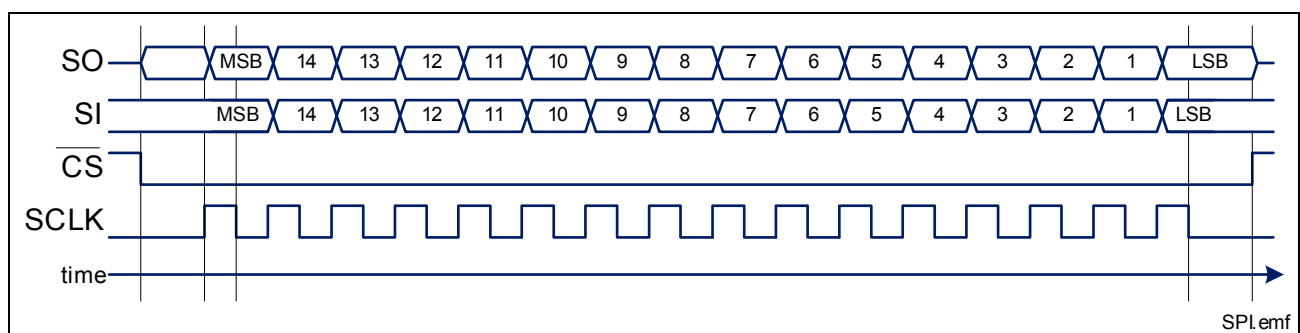 SO MSB 14 13 12 11 10 9 8 7 6 5 4 3 2 1 LSB
SI MSB 14 13 12 11 10 9 8 7 6 5 4 3 2 1 LSB
CS
SCLK
time
SPI.emf